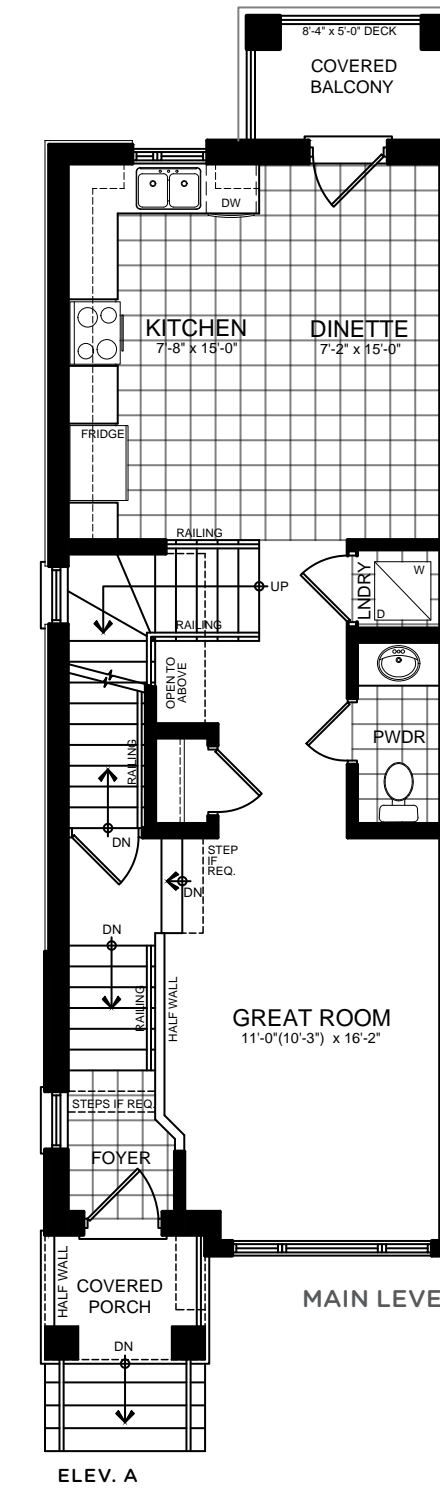 8'-4" x 5'-0" DECK
COVERED
BALCONY
DW
KITCHEN
7'-8" x 15'-0"
DINETTE
7'-2" x 15'-0"
FRIDGE
RAILING
UP
RAILING
LNDRY
W
D
OPEN TO
ABOVE
PWDR
RAILING
DN
STEP
IF
REQ.
DN
DN
RAILING
HALF WALL
GREAT ROOM
11'-0"(10'-3") x 16'-2"
STEPS IF REQ.
FOYER
HALF WALL
COVERED
PORCH
MAIN LEVE
DN
ELEV. A